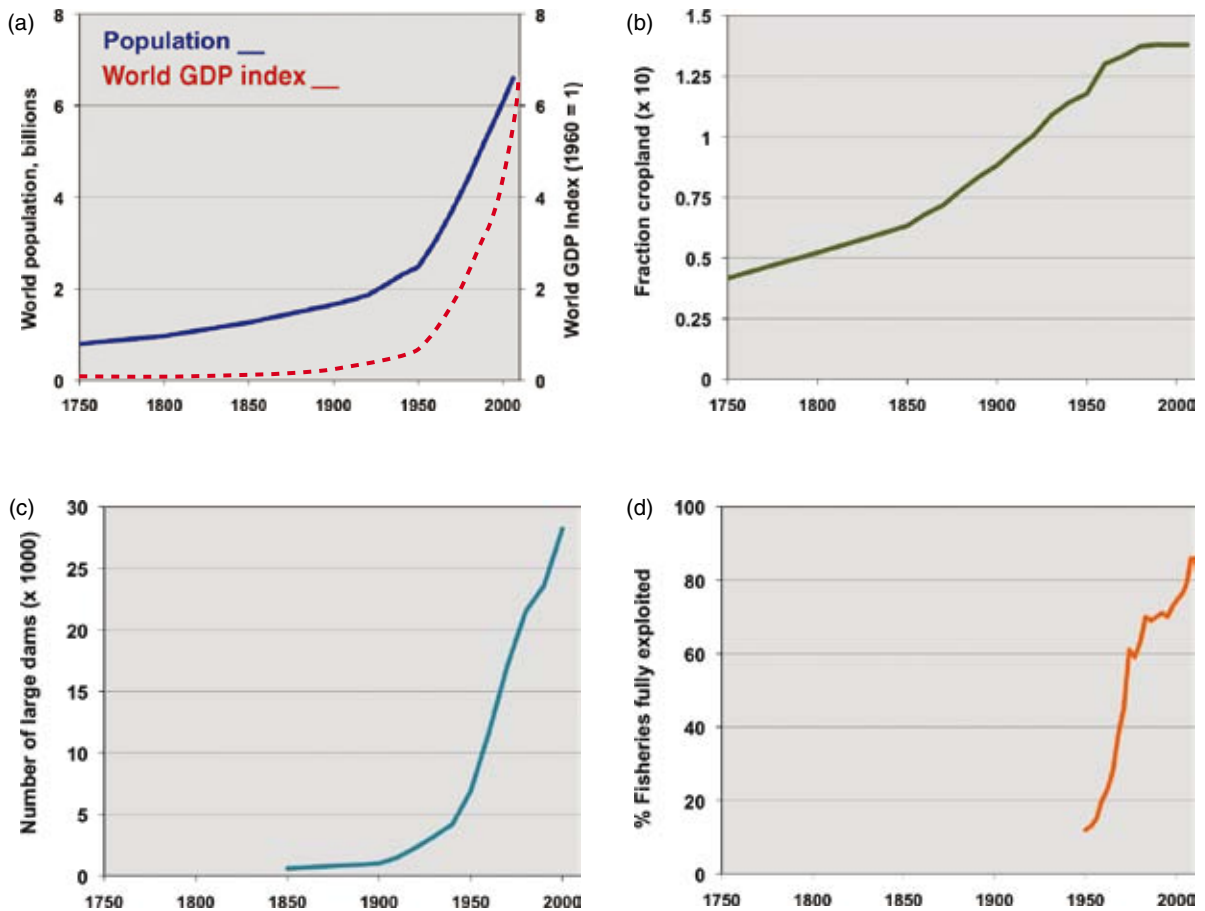 (a)
Population __
World GDP index __
World population, billions
8
6
4
2
0
World GDP Index (1960 = 1)
8
6
4
2
0
1750 1800 1850 1900 1950 2000
(b)
Fraction cropland (x 10)
1.5
1.25
1
0.75
0.5
0.25
0
1750 1800 1850 1900 1950 2000
(c)
Number of large dams (x 1000)
30
25
20
15
10
5
0
1750 1800 1850 1900 1950 2000
(d)
% Fisheries fully exploited
100
80
60
40
20
0
1750 1800 1850 1900 1950 2000